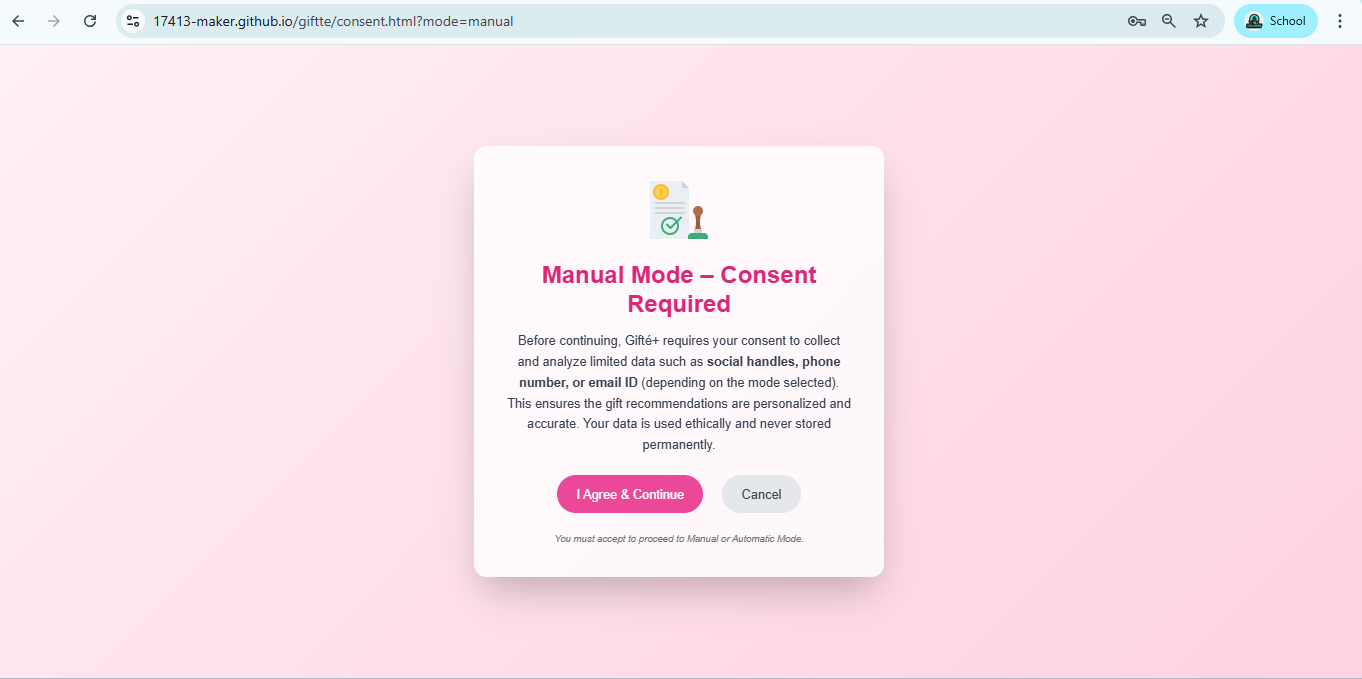 17413-maker.github.io/giftte/consent.html?mode=manual
School
Manual Mode – Consent
Required
Before continuing, Gifté+ requires your consent to collect
and analyze limited data such as social handles, phone
number, or email ID (depending on the mode selected).
This ensures the gift recommendations are personalized and
accurate. Your data is used ethically and never stored
permanently.
I Agree & Continue
Cancel
You must accept to proceed to Manual or Automatic Mode.